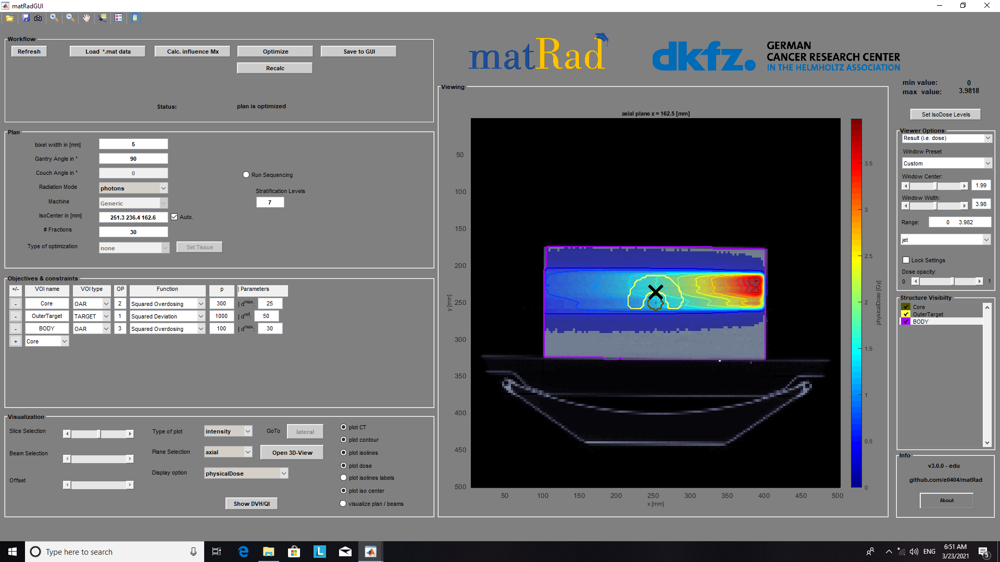 matRadGUI
Workflow
Refresh
Load *.mat data
Calc. influence Mx
Optimize
Save to GUI
Recalc
Status:
plan is optimized
matRad
dkfz.
GERMAN
CANCER RESEARCH CENTER
IN THE HELMHOLTZ ASSOCIATION
Plan
bixel width in [mm]
5
Gantry Angle in °
90
Couch Angle in °
0
Radiation Mode
photons
Machine
Generic
IsoCenter in [mm]
251.3 236.4 162.6
Auto.
# Fractions
30
Type of optimization
none
Set Tissue
Run Sequencing
Stratification Levels
7
Objectives & constraints
+/- VOI name VOI type OP Function p | Parameters
- Core OAR 2 Squared Overdosing 300 | dmax: 25
- OuterTarget TARGET 1 Squared Deviation 1000 | dref: 50
- BODY OAR 3 Squared Overdosing 100 | dmax: 30
+ Core
Visualization
Slice Selection
Beam Selection
Offset
Type of plot
intensity
GoTo
lateral
Plane Selection
axial
Open 3D-View
Display option
physicalDose
Show DVH/QI
plot CT
plot contour
plot isolines
plot dose
plot isolines labels
plot iso center
visualize plan / beams
Viewing
axial plane z = 162.5 [mm]
50
100
150
200
250
300
350
400
450
500
y [mm]
50 100 150 200 250 300 350 400 450 500
x [mm]
3.5
3
2.5
2
1.5
1
0.5
0
physicalDose [Gy]
min value: 0
max value: 3.9818
Set IsoDose Levels
Viewer Options
Result (i.e. dose)
Window Preset
Custom
Window Center:
1.99
Window Width:
3.98
Range: 0 3.982
jet
Lock Settings
Dose opacity:
0 1
Structure Visibilty
Core
OuterTarget
BODY
Info
v3.0.0 - edu
github.com/e0404/matRad
About
Type here to search
ENG
6:51 AM
3/23/2021
5